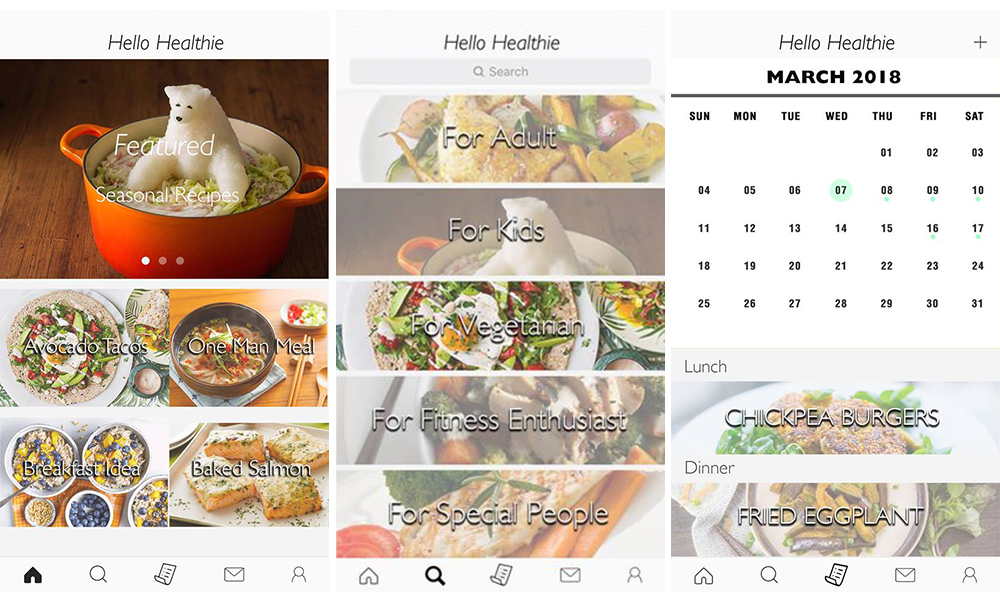 Hello Healthie
Featured
Seasonal Recipes
Avocado Tacos
One Man Meal
Breakfast Idea
Baked Salmon
Hello Healthie
Search
For Adult
For Kids
For Vegetarian
For Fitness Enthusiast
For Special People
Hello Healthie +
MARCH 2018
SUN MON TUE WED THU FRI SAT
01 02 03
04 05 06 07 08 09 10
11 12 13 14 15 16 17
18 19 20 21 22 23 24
25 26 27 28 29 30 31
Lunch
CHICKPEA BURGERS
Dinner
FRIED EGGPLANT